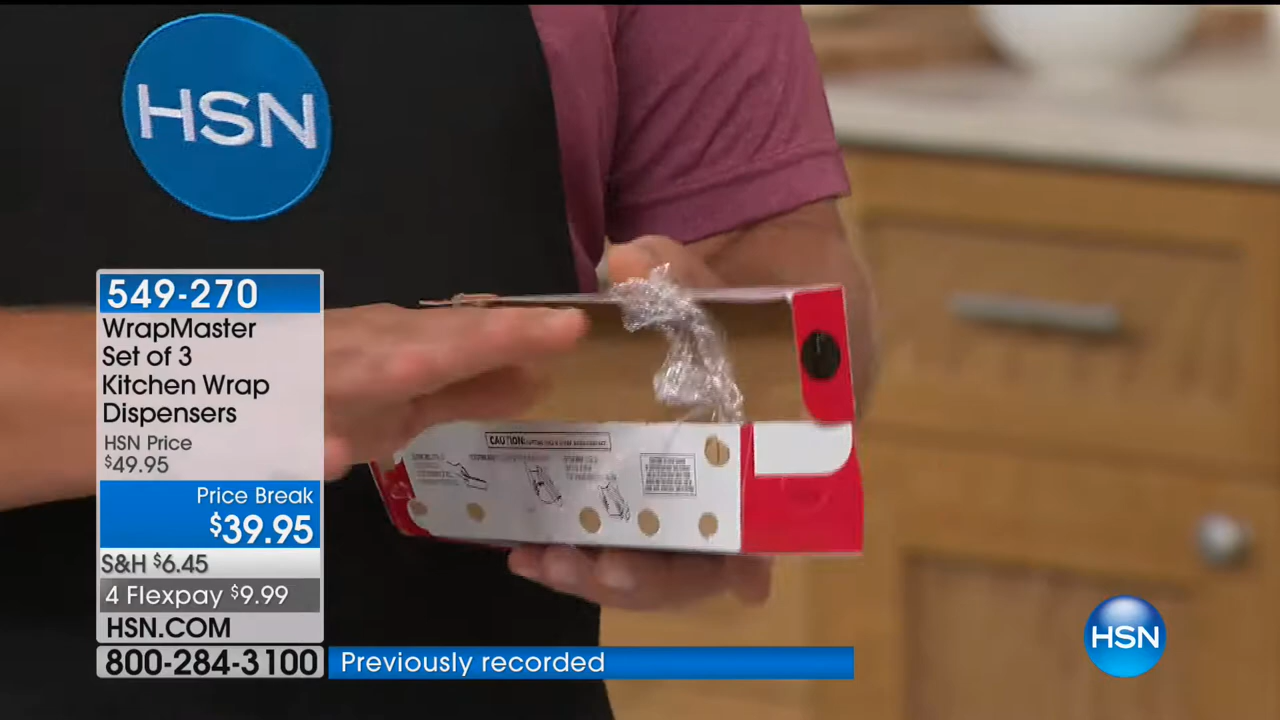 HSN
549-270
WrapMaster
Set of 3
Kitchen Wrap
Dispensers
HSN Price
$49.95
Price Break
$39.95
S&H $6.45
4 Flexpay $9.99
HSN.COM
800-284-3100
Previously recorded
CAUTION:
HSN